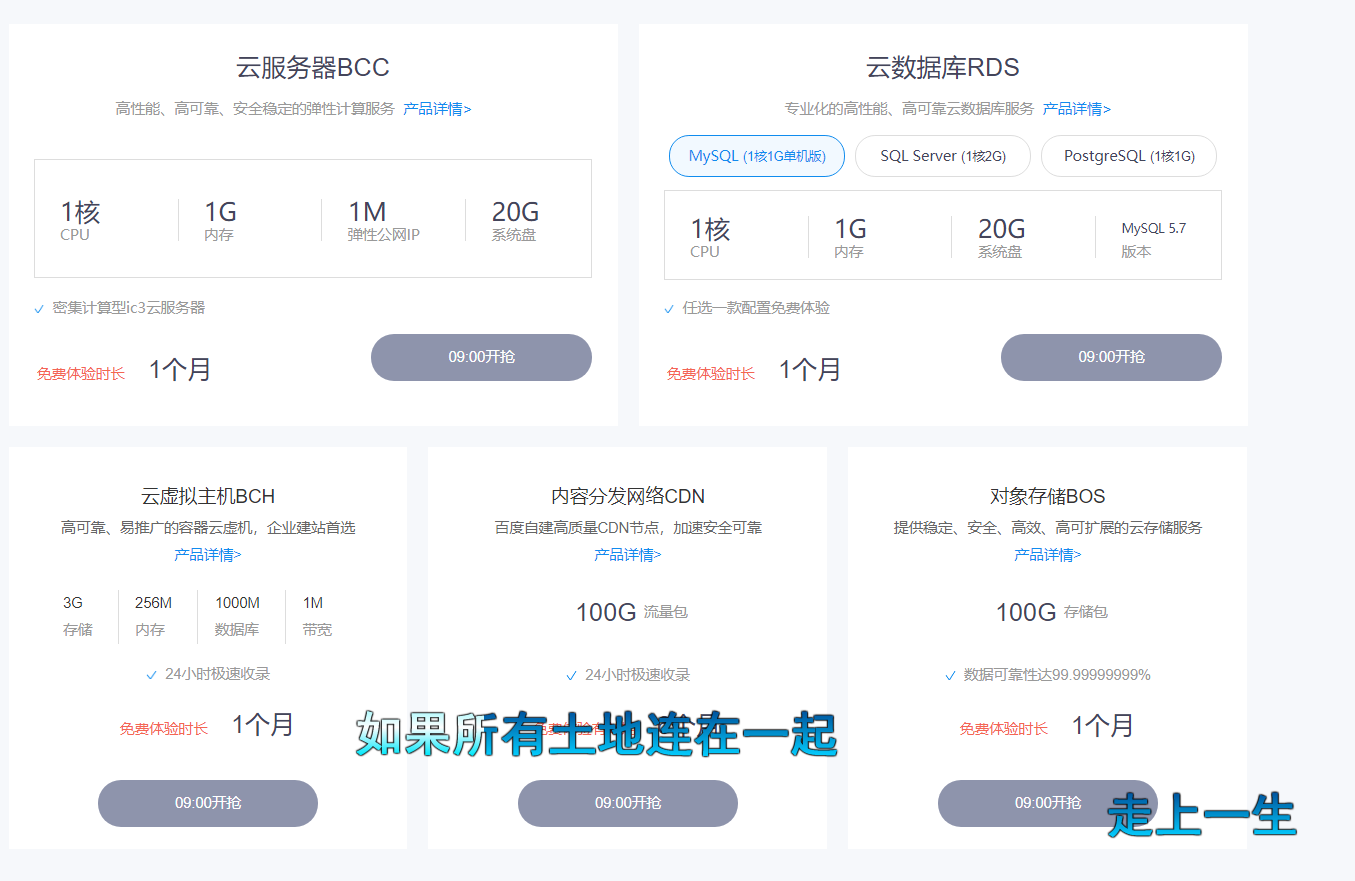 云服务器BCC
高性能、高可靠、安全稳定的弹性计算服务 产品详情>
1核 1G 1M 20G
CPU 内存 弹性公网IP 系统盘
密集计算型ic3云服务器
免费体验时长 1个月 09:00开抢
云数据库RDS
专业化的高性能、高可靠云数据库服务 产品详情>
MySQL (1核1G单机版) SQL Server (1核2G) PostgreSQL (1核1G)
1核 1G 20G MySQL 5.7
CPU 内存 系统盘 版本
任选一款配置免费体验
免费体验时长 1个月 09:00开抢
云虚拟主机BCH
高可靠、易推广的容器云虚机，企业建站首选
产品详情>
3G 256M 1000M 1M
存储 内存 数据库 带宽
24小时极速收录
免费体验时长 1个月
09:00开抢
内容分发网络CDN
百度自建高质量CDN节点，加速安全可靠
产品详情>
100G 流量包
24小时极速收录
09:00开抢
对象存储BOS
提供稳定、安全、高效、高可扩展的云存储服务
产品详情>
100G 存储包
数据可靠性达99.99999999%
免费体验时长 1个月
09:00开抢
如果所有土地连在一起
走上一生